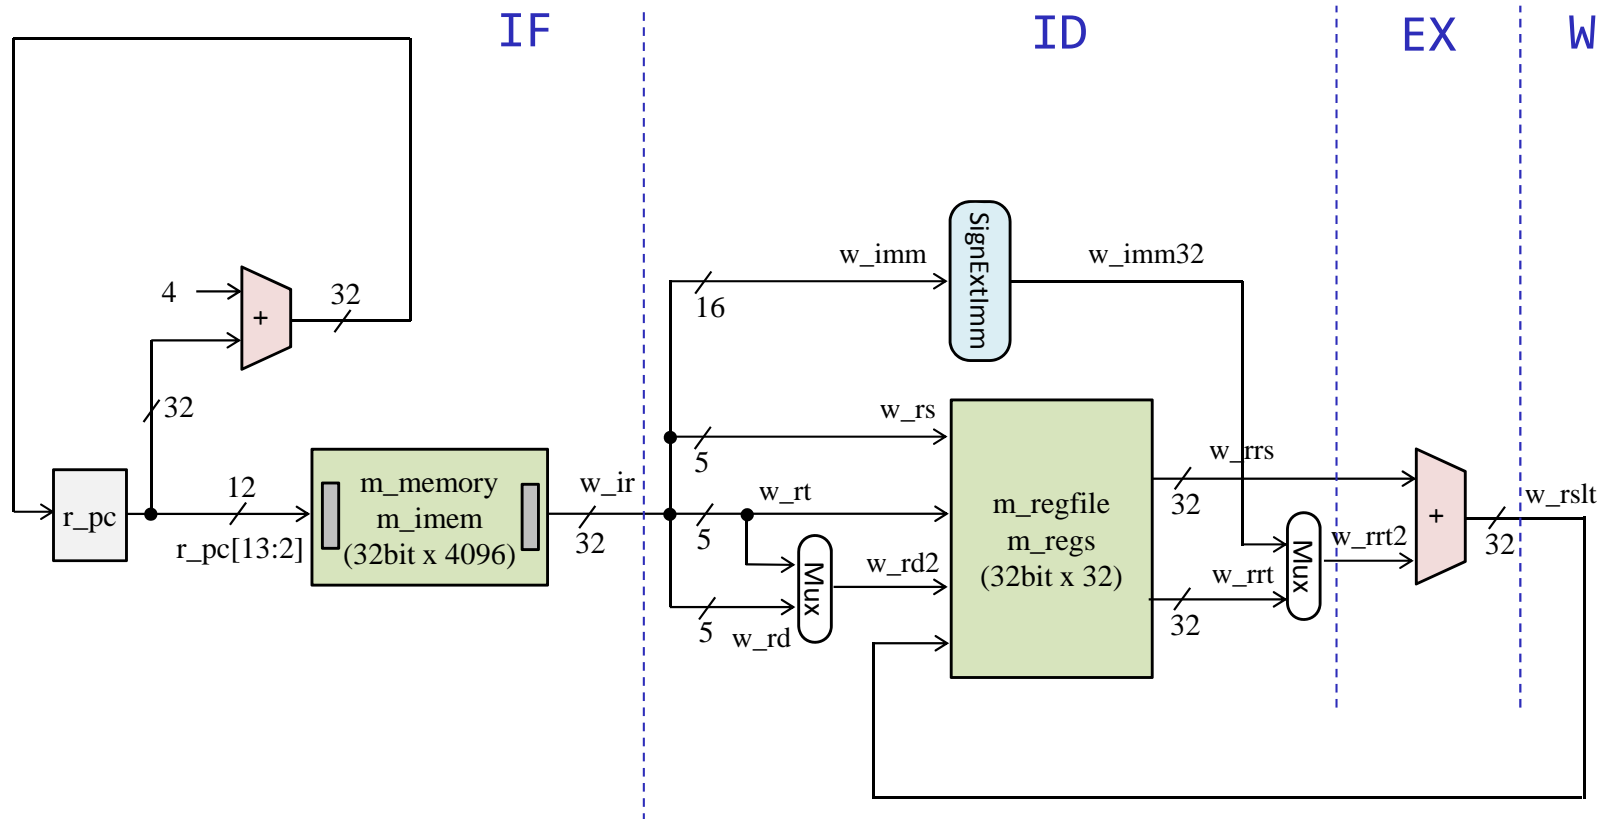 IF
ID
EX
W
SignExtImm
w_imm
w_imm32
4
+
32
16
32
w_rs
5
w_rrs
32
r_pc
12
r_pc[13:2]
m_memory
m_imem
(32bit x 4096)
w_ir
32
w_rt
5
m_regfile
m_regs
(32bit x 32)
+
w_rslt
32
w_rrt2
Mux
w_rd2
w_rrt
Mux
32
5
w_rd